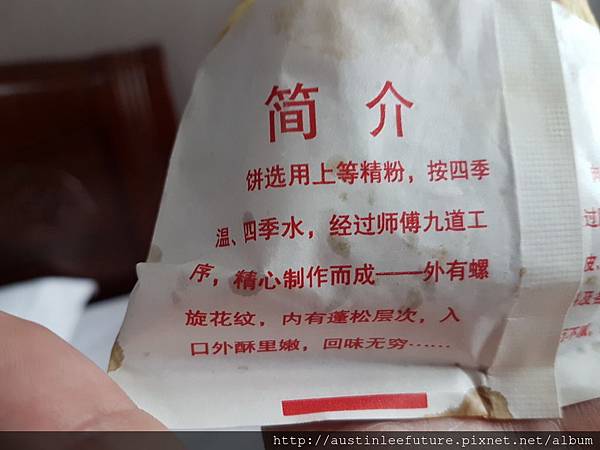 简 介
饼选用上等精粉，按四季
温、四季水，经过师傅九道工
序，精心制作而成——外有螺
旋花纹，内有蓬松层次，入
口外酥里嫩，回味无穷……
http://austinleefuture.pixnet.net/album